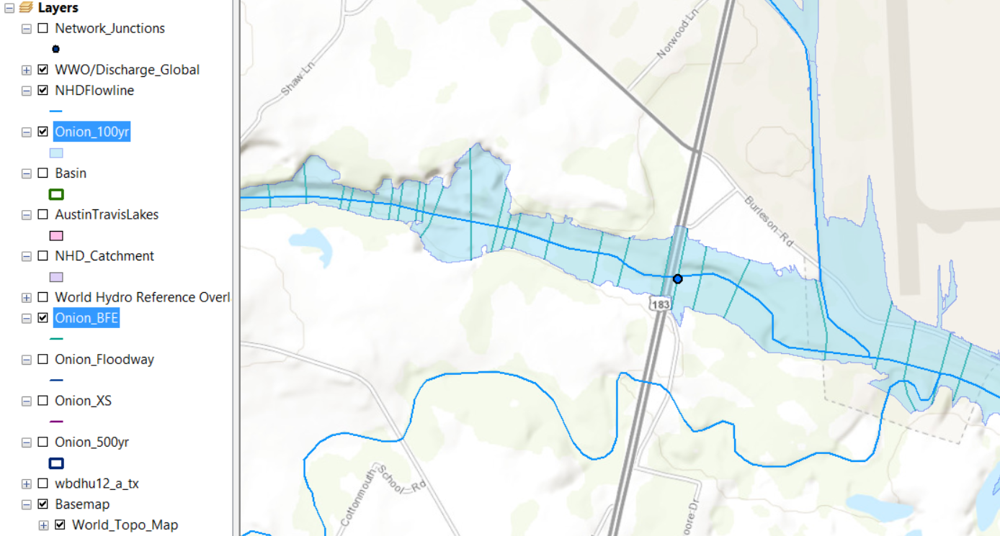 Layers
Network_Junctions
WWO/Discharge_Global
NHDFlowline
Onion_100yr
Basin
AustinTravisLakes
NHD_Catchment
World Hydro Reference Overl
Onion_BFE
Onion_Floodway
Onion_XS
Onion_500yr
wbdhu12_a_tx
Basemap
World_Topo_Map
Shaw Ln
Norwood Ln
Burleson Rd
183
School Rd
Cottonmouth
oore Dr